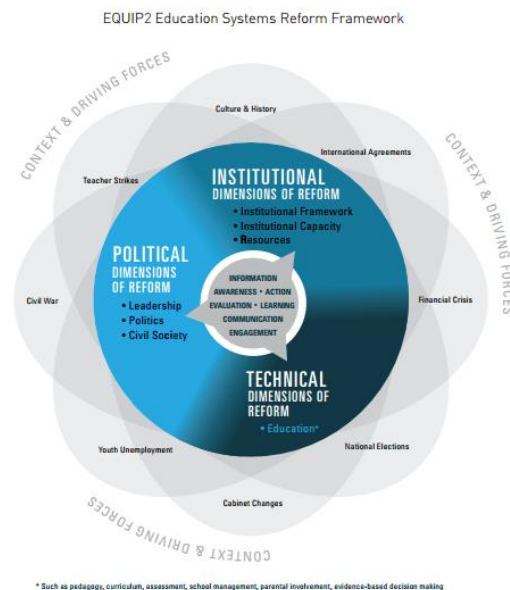 EQUIP2 Education Systems Reform Framework
CONTEXT & DRIVING FORCES
CONTEXT & DRIVING FORCES
Culture & History
International Agreements
Teacher Strikes
INSTITUTIONAL
DIMENSIONS OF REFORM
• Institutional Framework
• Institutional Capacity
• Resources
POLITICAL
DIMENSIONS
OF REFORM
• Leadership
• Politics
• Civil Society
INFORMATION
AWARENESS • ACTION
EVALUATION • LEARNING
COMMUNICATION
ENGAGEMENT
Civil War
Financial Crisis
TECHNICAL
DIMENSIONS OF
REFORM
• Education*
Youth Unemployment
National Elections
Cabinet Changes
CONTEXT & DRIVING FORCES
* Such as pedagogy, curriculum, assessment, school management, parental involvement, evidence-based decision making